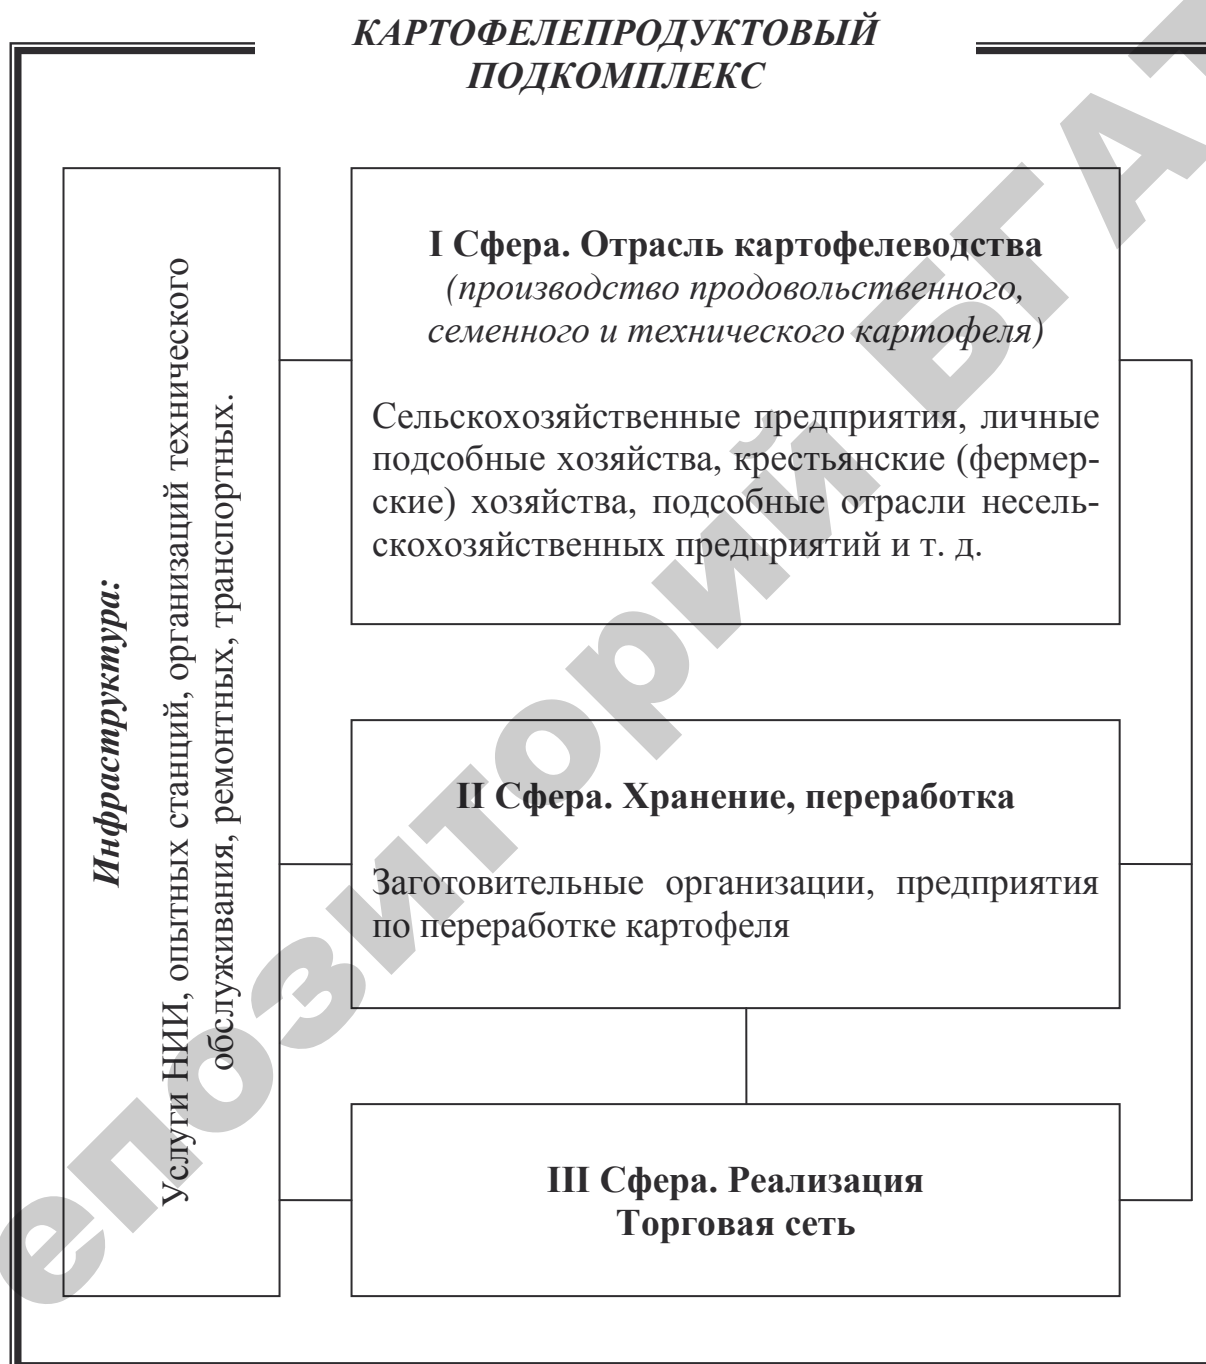 КАРТОФЕЛЕПРОДУКТОВЫЙ
ПОДКОМПЛЕКС
Инфраструктура:
Услуги НИИ, опытных станций, организаций технического
обслуживания, ремонтных, транспортных.
I Сфера. Отрасль картофелеводства
(производство продовольственного,
семенного и технического картофеля)
Сельскохозяйственные предприятия, личные
подсобные хозяйства, крестьянские (фермер-
ские) хозяйства, подсобные отрасли несель-
скохозяйственных предприятий и т. д.
II Сфера. Хранение, переработка
Заготовительные организации, предприятия
по переработке картофеля
III Сфера. Реализация
Торговая сеть
епозиторий БГАТ